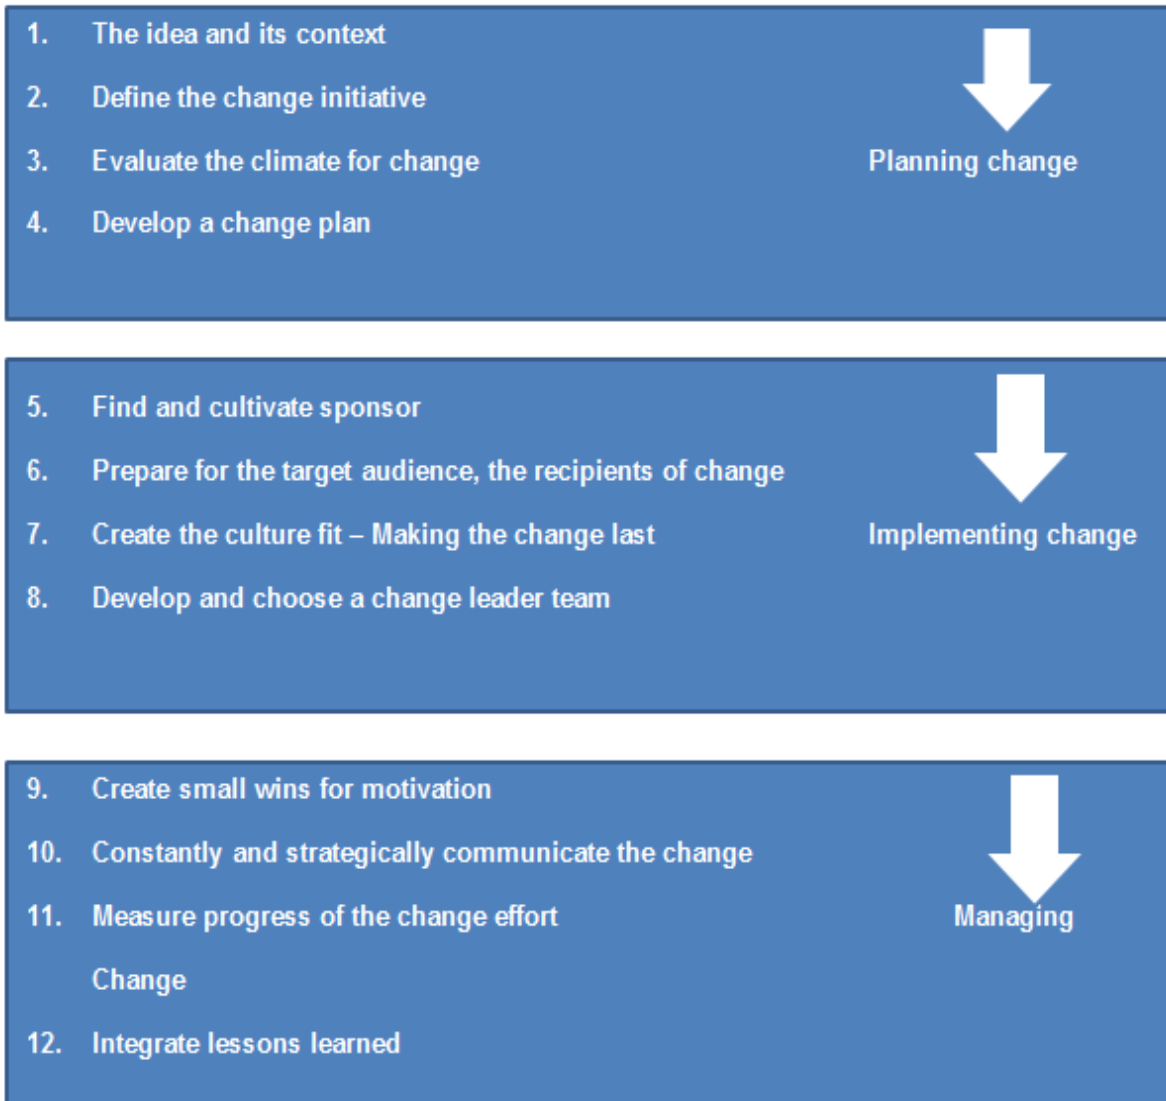 1. The idea and its context
2. Define the change initiative
3. Evaluate the climate for change Planning change
4. Develop a change plan
5. Find and cultivate sponsor
6. Prepare for the target audience, the recipients of change
7. Create the culture fit – Making the change last Implementing change
8. Develop and choose a change leader team
9. Create small wins for motivation
10. Constantly and strategically communicate the change
11. Measure progress of the change effort Managing
Change
12. Integrate lessons learned